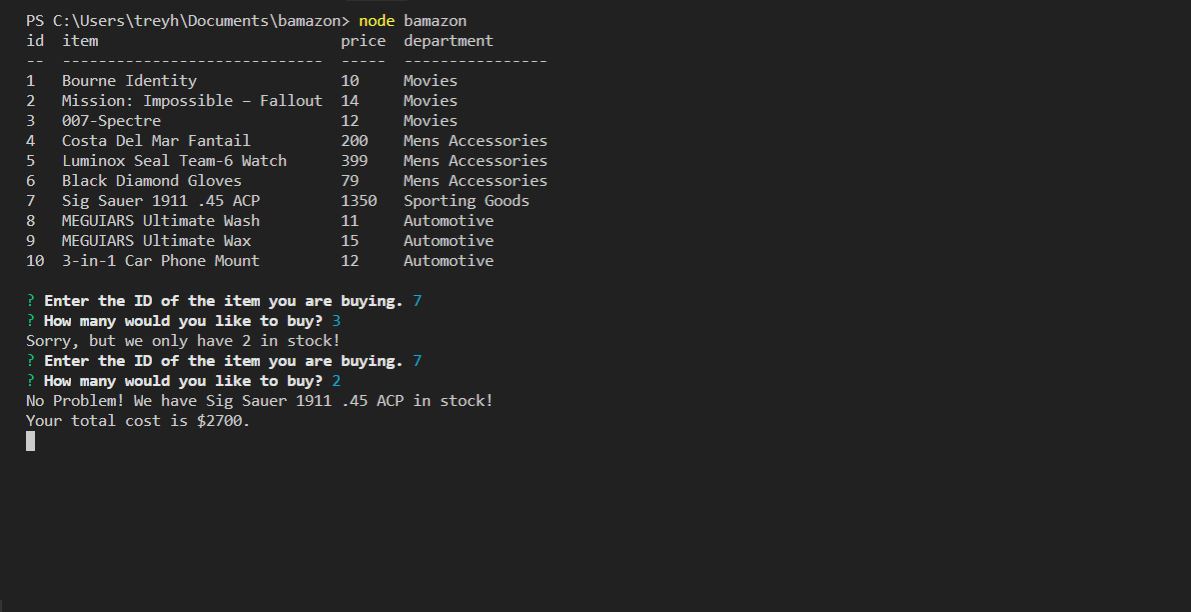 PS C:\Users\treyh\Documents\bamazon> node bamazon
id  item                           price  department
--  -----------------------------  -----  ----------------
1   Bourne Identity                10     Movies
2   Mission: Impossible – Fallout  14     Movies
3   007-Spectre                    12     Movies
4   Costa Del Mar Fantail          200    Mens Accessories
5   Luminox Seal Team-6 Watch      399    Mens Accessories
6   Black Diamond Gloves           79     Mens Accessories
7   Sig Sauer 1911 .45 ACP         1350   Sporting Goods
8   MEGUIARS Ultimate Wash         11     Automotive
9   MEGUIARS Ultimate Wax          15     Automotive
10  3-in-1 Car Phone Mount         12     Automotive
? Enter the ID of the item you are buying. 7
? How many would you like to buy? 3
Sorry, but we only have 2 in stock!
? Enter the ID of the item you are buying. 7
? How many would you like to buy? 2
No Problem! We have Sig Sauer 1911 .45 ACP in stock!
Your total cost is $2700.